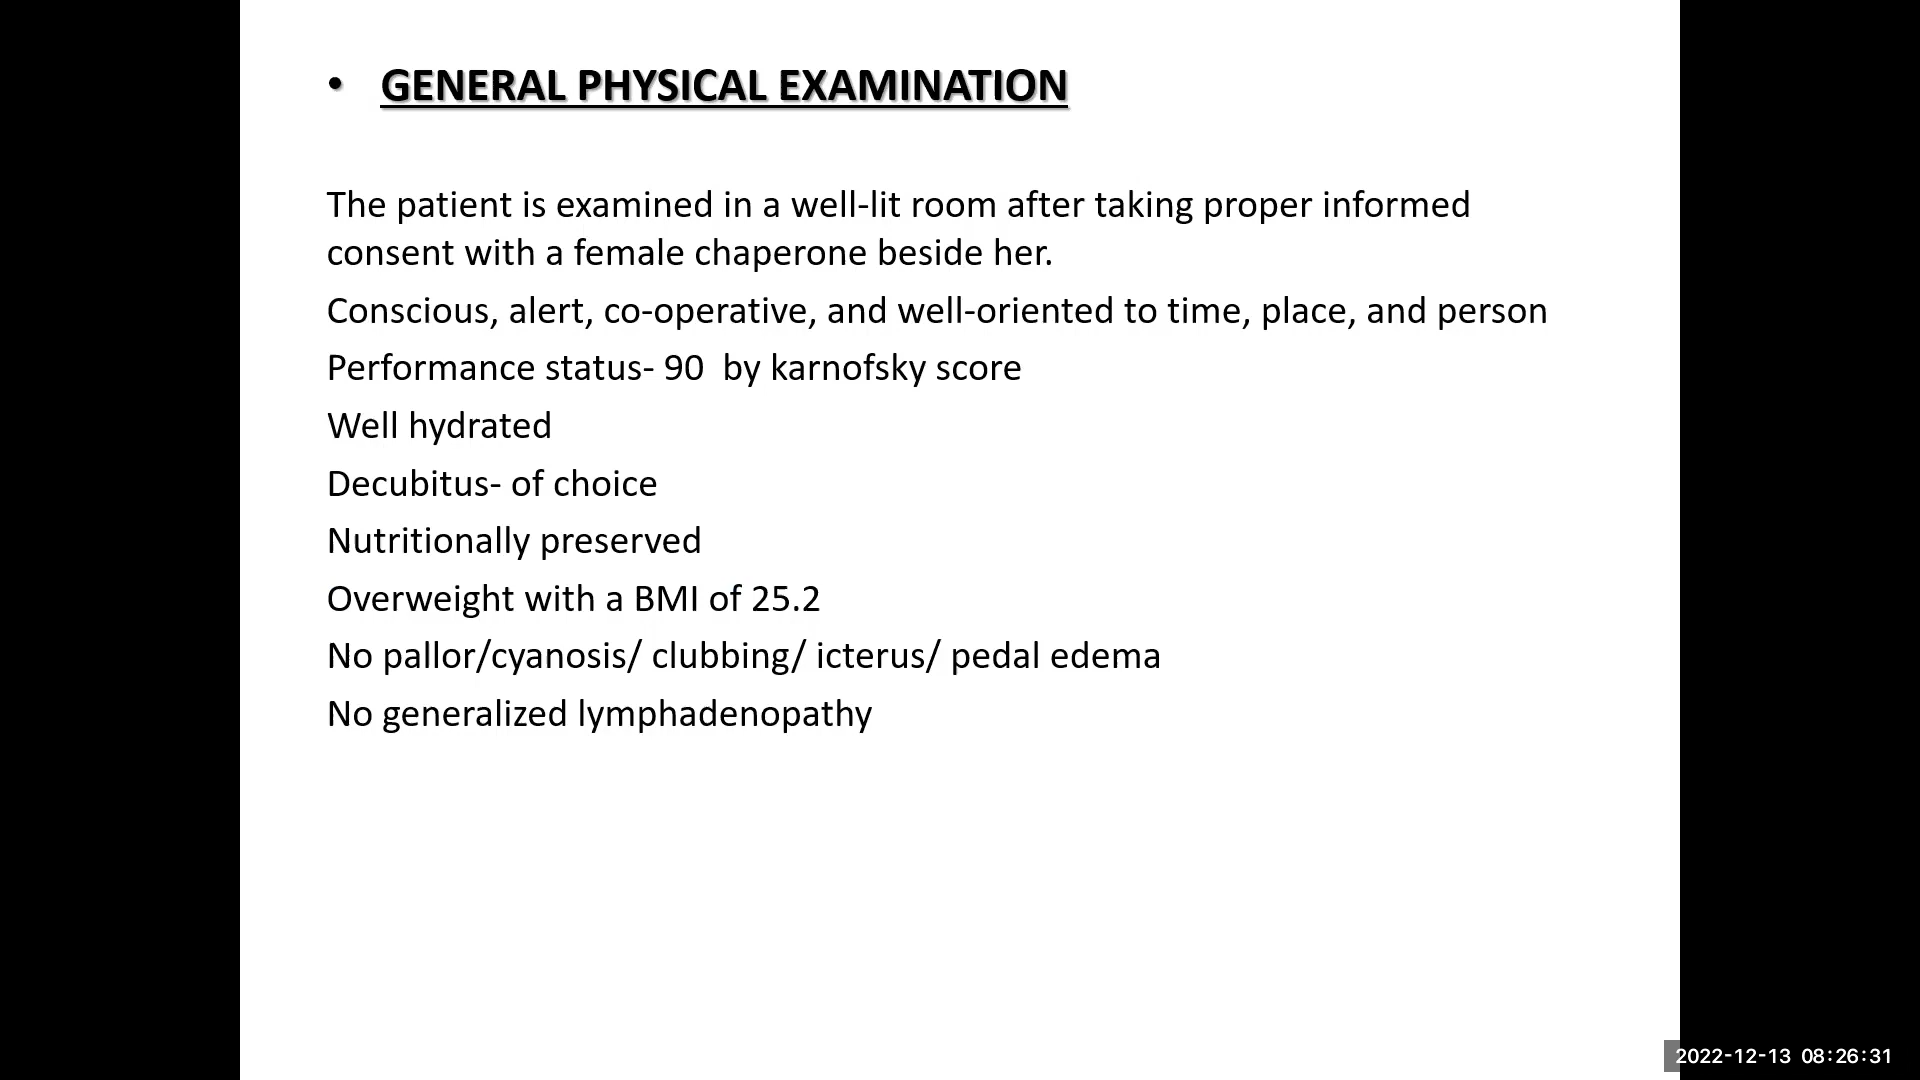 • GENERAL PHYSICAL EXAMINATION
The patient is examined in a well-lit room after taking proper informed
consent with a female chaperone beside her.
Conscious, alert, co-operative, and well-oriented to time, place, and person
Performance status- 90  by karnofsky score
Well hydrated
Decubitus- of choice
Nutritionally preserved
Overweight with a BMI of 25.2
No pallor/cyanosis/ clubbing/ icterus/ pedal edema
No generalized lymphadenopathy
2022-12-13 08:26:31